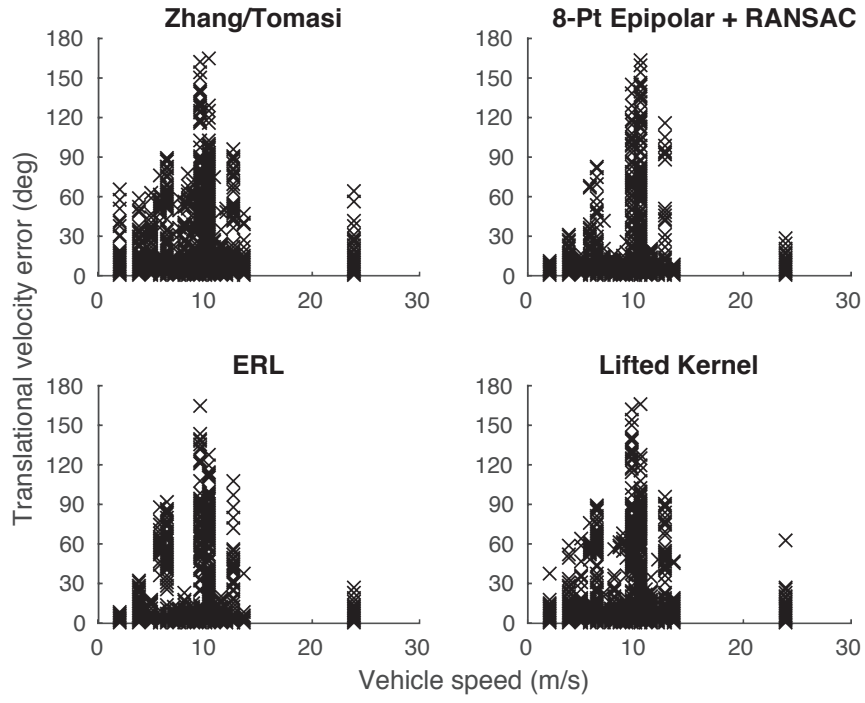 Zhang/Tomasi
8-Pt Epipolar + RANSAC
180
150
120
90
60
30
0
0 10 20 30
180
150
120
90
60
30
0
0 10 20 30
ERL
Lifted Kernel
180
150
120
90
60
30
0
0 10 20 30
180
150
120
90
60
30
0
0 10 20 30
Translational velocity error (deg)
Vehicle speed (m/s)